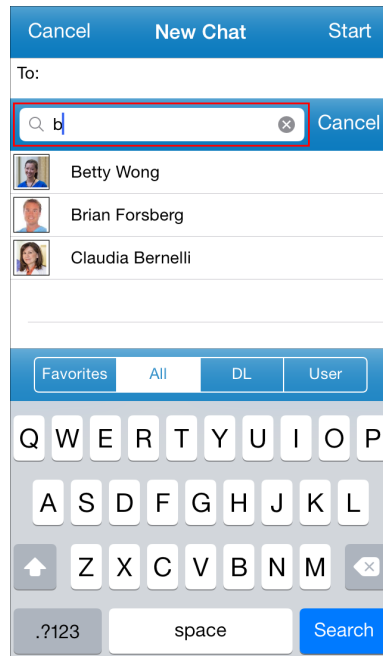 Cancel New Chat Start
To:
b Cancel
Betty Wong
Brian Forsberg
Claudia Bernelli
Favorites All DL User
Q W E R T Y U I O P
A S D F G H J K L
Z X C V B N M
.?123 space Search